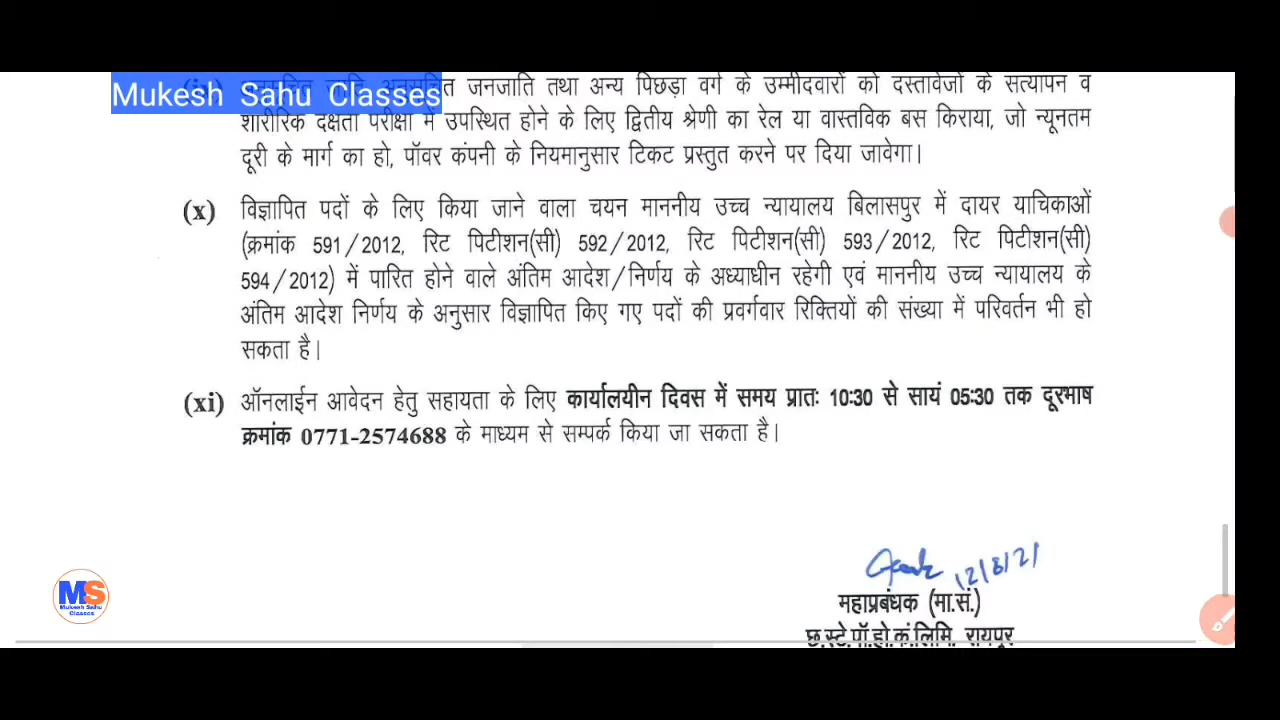 Mukesh Sahu Classes
जनजाति तथा अन्य पिछड़ा वर्ग के उम्मीदवारों को दस्तावेजों के सत्यापन व
शारीरिक दक्षता परीक्षा में उपस्थित होने के लिए द्वितीय श्रेणी का रेल या वास्तविक बस किराया, जो न्यूनतम
दूरी के मार्ग का हो, पॉवर कंपनी के नियमानुसार टिकट प्रस्तुत करने पर दिया जावेगा।
(x) विज्ञापित पदों के लिए किया जाने वाला चयन माननीय उच्च न्यायालय बिलासपुर में दायर याचिकाओं
(क्रमांक 591/2012, रिट पिटीशन(सी) 592/2012, रिट पिटीशन(सी) 593/2012, रिट पिटीशन(सी)
594/2012) में पारित होने वाले अंतिम आदेश/निर्णय के अध्याधीन रहेगी एवं माननीय उच्च न्यायालय के
अंतिम आदेश निर्णय के अनुसार विज्ञापित किए गए पदों की प्रवर्गवार रिक्तियों की संख्या में परिवर्तन भी हो
सकता है।
(xi) ऑनलाईन आवेदन हेतु सहायता के लिए कार्यालयीन दिवस में समय प्रातः 10:30 से सायं 05:30 तक दूरभाष
क्रमांक 0771-2574688 के माध्यम से सम्पर्क किया जा सकता है।
12/8/21
महाप्रबंधक (मा.सं.)
छ.स्टे.पॉ.हो.कं.लिमि. रायपुर
MS
Mukesh Sahu
Classes